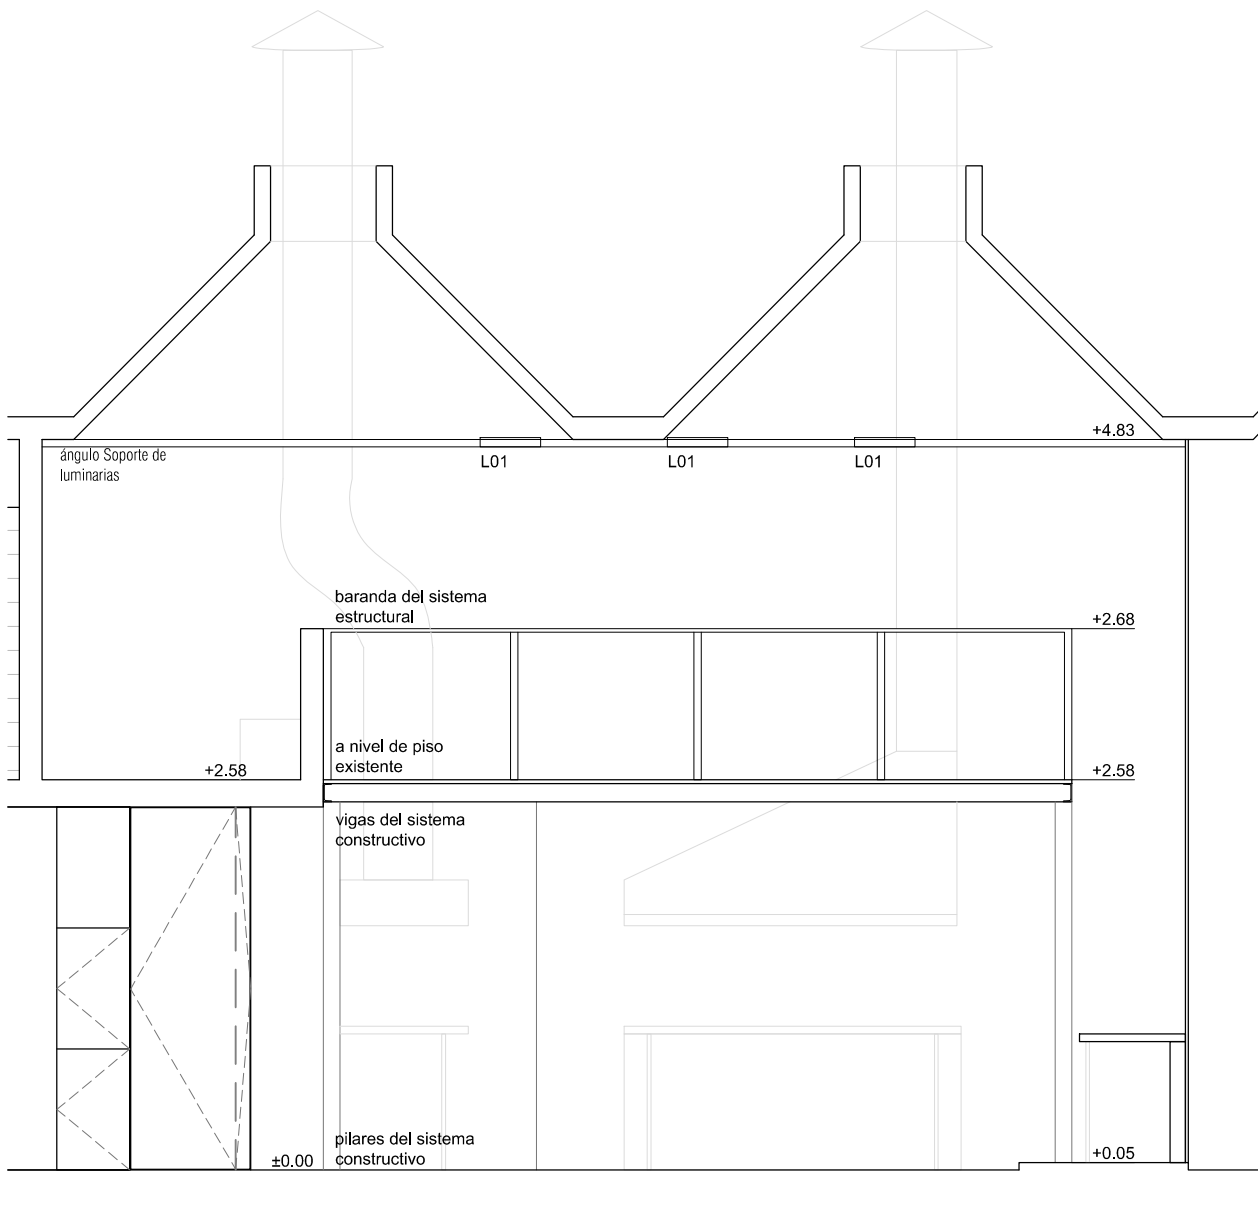 +4.83
ángulo Soporte de
luminarias
L01
L01
L01
baranda del sistema
estructural
+2.68
a nivel de piso
existente
+2.58
+2.58
vigas del sistema
constructivo
pilares del sistema
constructivo
±0.00
+0.05